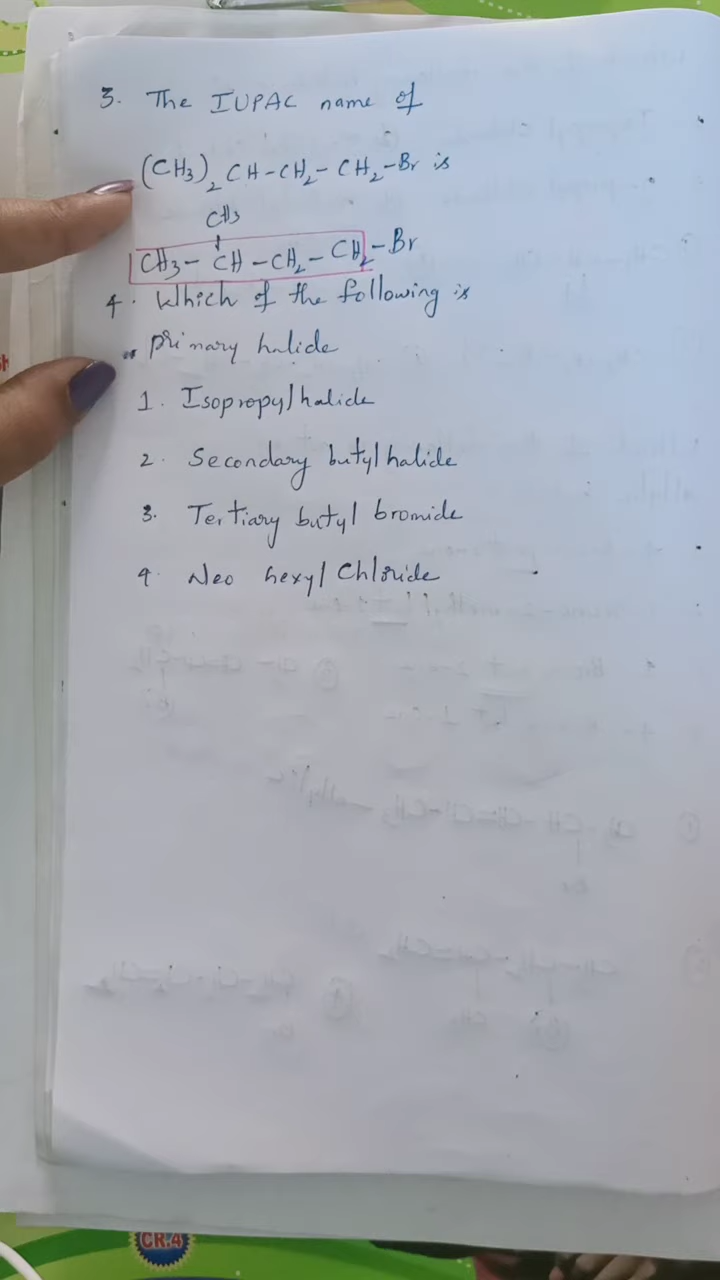 3. The IUPAC name of
(CH3)2 CH-CH2-CH2-Br is
CH3
CH3-CH-CH2-CH2-Br
4. Which of the following is
primary halide
1. Isopropyl halide
2. Secondary butyl halide
3. Tertiary butyl bromide
4. Neo hexyl Chloride
CR.4